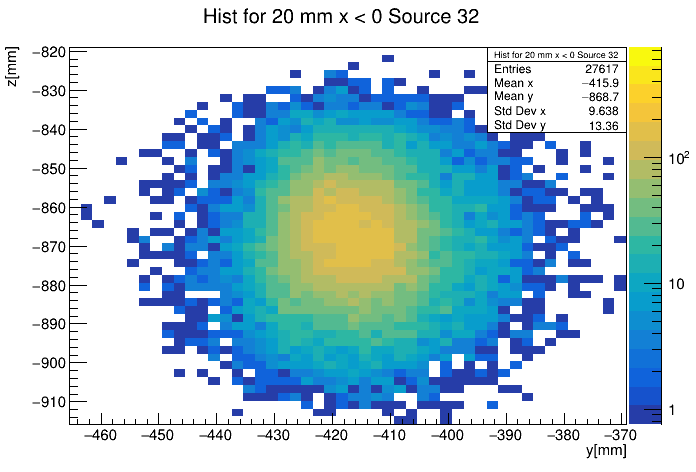 Hist for 20 mm x < 0 Source 32
z[mm]
Hist for 20 mm x < 0 Source 32
Entries 27617
Mean x −415.9
Mean y −868.7
Std Dev x 9.638
Std Dev y 13.36
−820
−830
−840
−850
−860
−870
−880
−890
−900
−910
10²
10
1
−460 −450 −440 −430 −420 −410 −400 −390 −380 −370
y[mm]